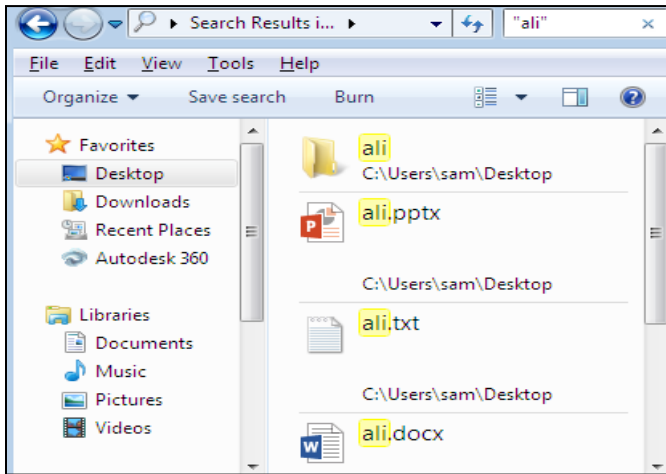 Search Results i...
"ali"
File Edit View Tools Help
Organize Save search Burn
Favorites
Desktop
Downloads
Recent Places
Autodesk 360
Libraries
Documents
Music
Pictures
Videos
ali
C:\Users\sam\Desktop
ali.pptx
C:\Users\sam\Desktop
ali.txt
C:\Users\sam\Desktop
ali.docx